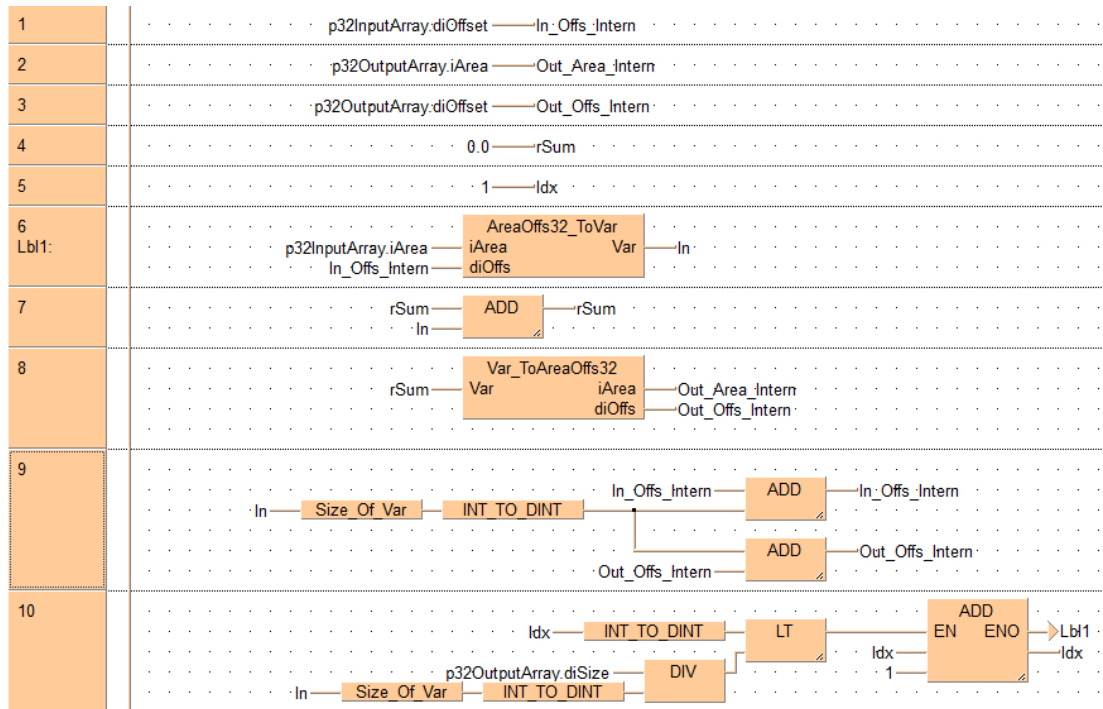 1 p32InputArray.diOffset In_Offs_Intern
2 p32OutputArray.iArea Out_Area_Intern
3 p32OutputArray.diOffset Out_Offs_Intern
4 0.0 rSum
5 1 Idx
6 AreaOffs32_ToVar
Lbl1: p32InputArray.iArea iArea Var In
In_Offs_Intern diOffs
7 rSum ADD rSum
In
8 Var_ToAreaOffs32
rSum Var iArea Out_Area_Intern
diOffs Out_Offs_Intern
9
In_Offs_Intern ADD In_Offs_Intern
In Size_Of_Var INT_TO_DINT
ADD Out_Offs_Intern
Out_Offs_Intern
10 ADD
Idx INT_TO_DINT LT EN ENO Lbl1
Idx Idx
p32OutputArray.diSize DIV 1
In Size_Of_Var INT_TO_DINT